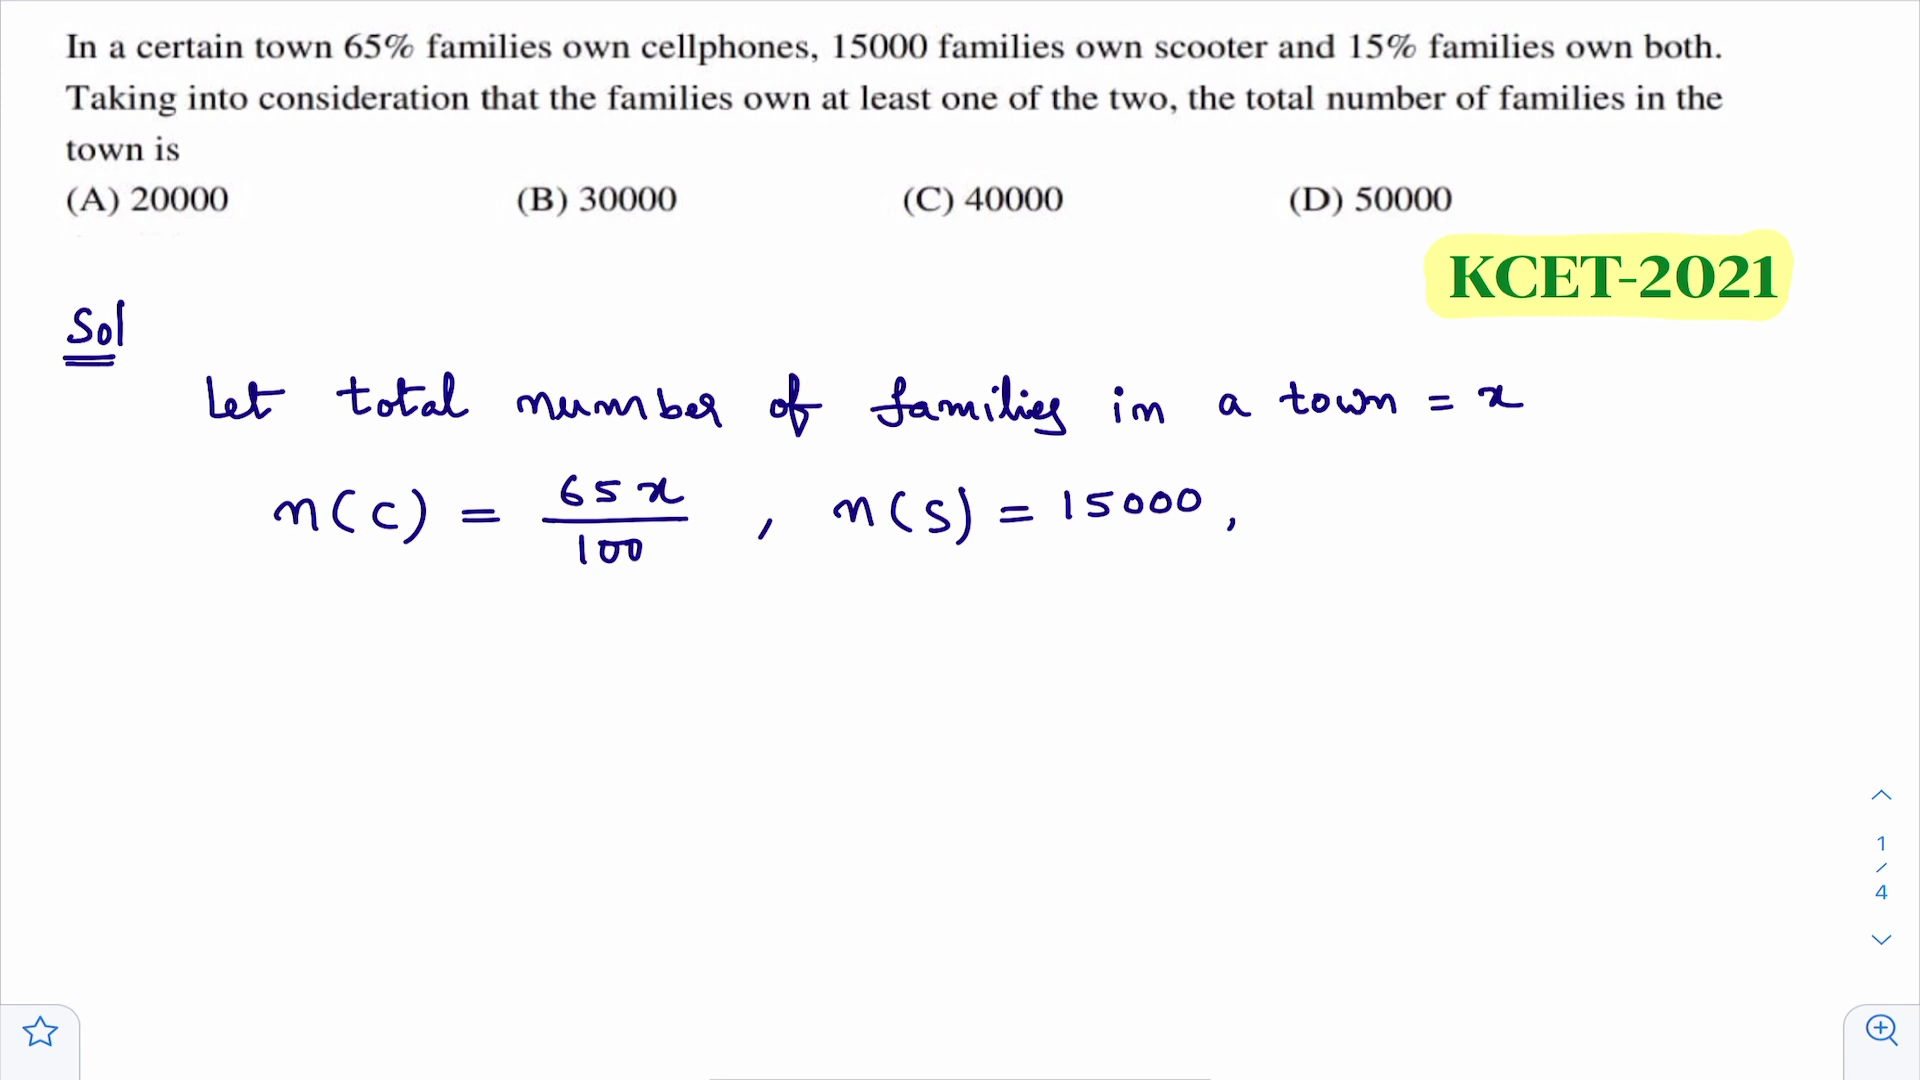 In a certain town 65% families own cellphones, 15000 families own scooter and 15% families own both.
Taking into consideration that the families own at least one of the two, the total number of families in the
town is
(A) 20000 (B) 30000 (C) 40000 (D) 50000
KCET-2021
Sol
Let total number of families in a town = x
n(C) = 65x/100 , n(S) = 15000 ,
1
/
4